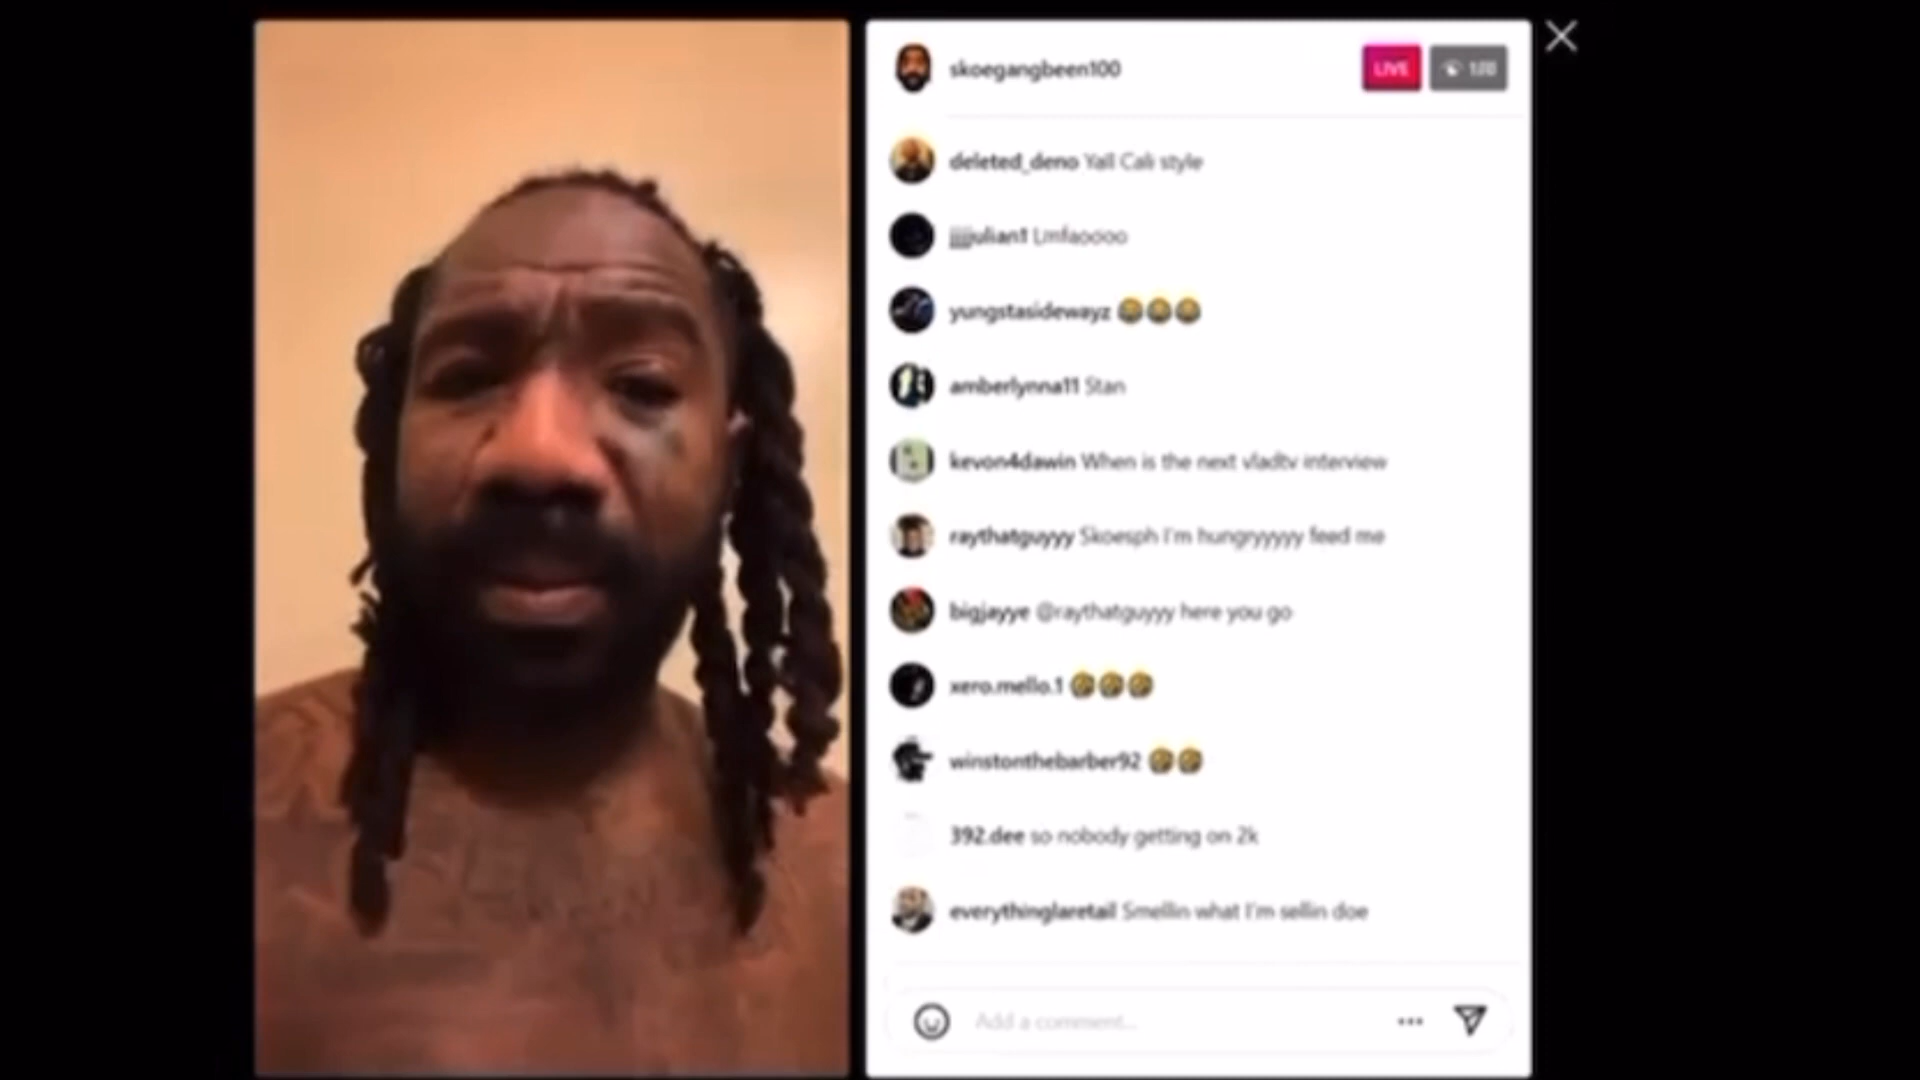 skoegangbeen100
LIVE
deleted_deno Yall Cali style
jjjjulian1 Lmfaoooo
yungstasidewayz 😂😂😂
amberlynna11 Stan
kevon4dawin When is the next vladtv interview
raythatguyyy Skoesph I'm hungryyyyy feed me
bigjayye @raythatguyyy here you go
xero.mello.1 🤣🤣🤣
winstonthebarber92 🤣🤣
392.dee so nobody getting on 2k
everythinglaretail Smellin what I'm sellin doe
Add a comment...